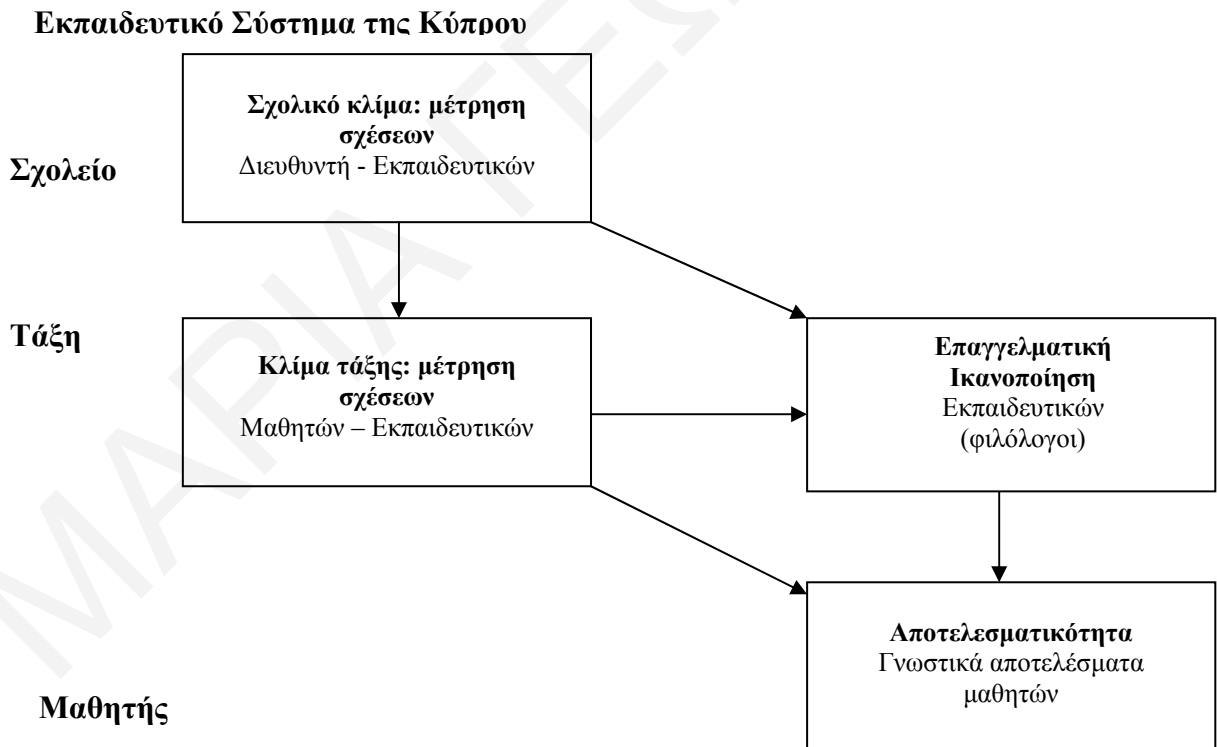 Εκπαιδευτικό Σύστημα της Κύπρου
Σχολικό κλίμα: μέτρηση
σχέσεων
Διευθυντή - Εκπαιδευτικών
Σχολείο
Τάξη
Κλίμα τάξης: μέτρηση
σχέσεων
Μαθητών – Εκπαιδευτικών
Επαγγελματική
Ικανοποίηση
Εκπαιδευτικών
(φιλόλογοι)
Αποτελεσματικότητα
Γνωστικά αποτελέσματα
μαθητών
Μαθητής
ΜΑΡΙΑ